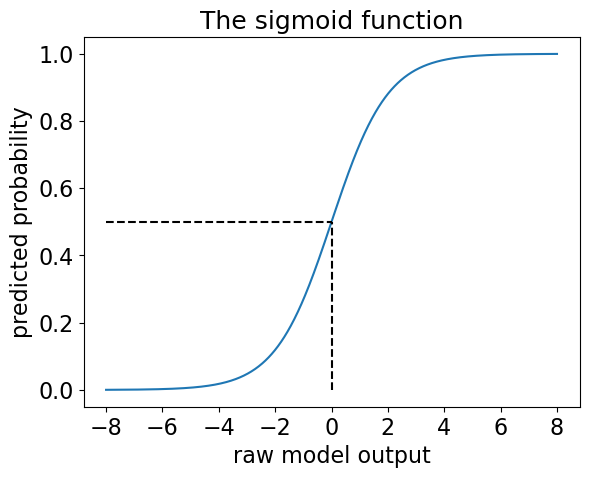 The sigmoid function
predicted probability
1.0
0.8
0.6
0.4
0.2
0.0
−8 −6 −4 −2 0 2 4 6 8
raw model output